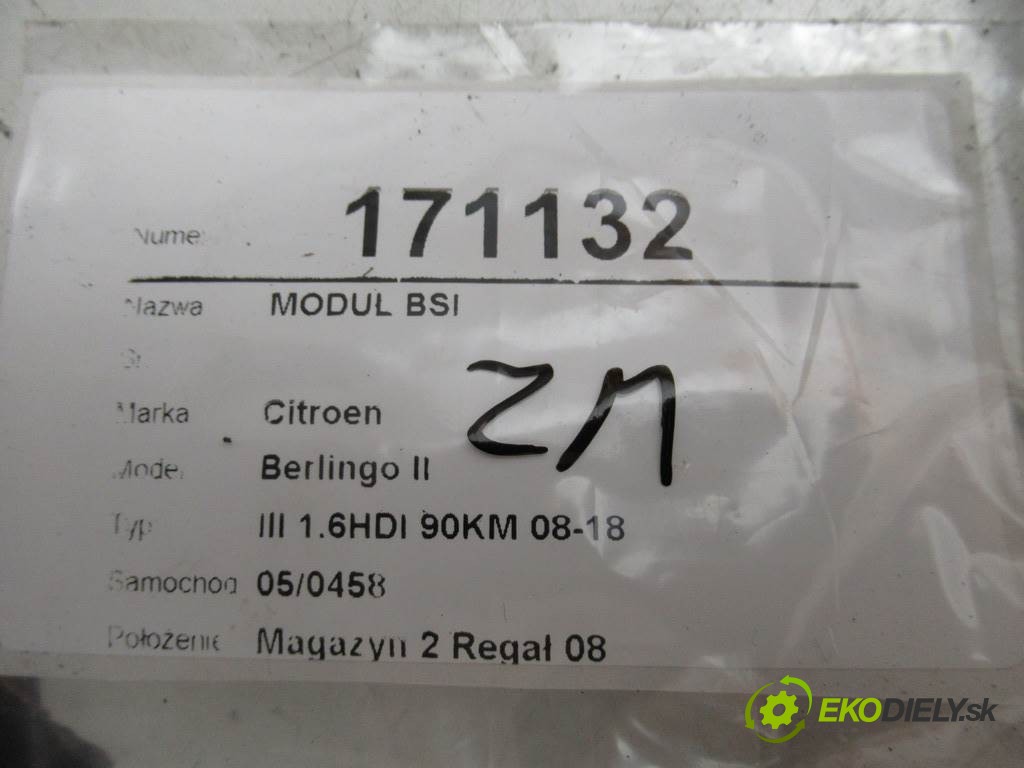 Nume 171132
Nazwa MODUŁ BSI
Marka Citroen
Model Berlingo II
Typ III 1.6HDI 90KM 08-18
Samochod 05/0458
Położenie Magazyn 2 Regał 08
ZM
EKODIELY.sk